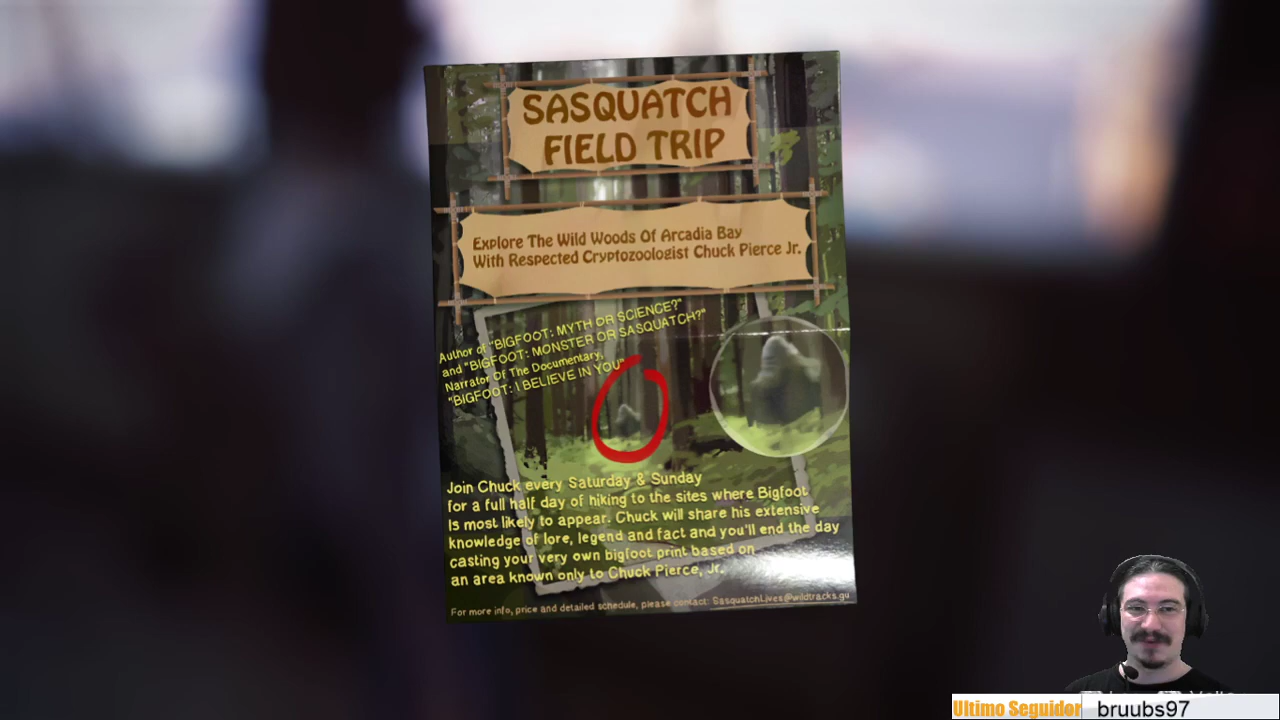 SASQUATCH
FIELD TRIP
Explore The Wild Woods Of Arcadia Bay
With Respected Cryptozoologist Chuck Pierce Jr.
Author of "BIGFOOT: MYTH OR SCIENCE?"
and "BIGFOOT: MONSTER OR SASQUATCH?"
Narrator Of The Documentary,
"BIGFOOT: I BELIEVE IN YOU"
Join Chuck every Saturday & Sunday
for a full half day of hiking to the sites where Bigfoot
Is most likely to appear. Chuck will share his extensive
knowledge of lore, legend and fact and you'll end the day
casting your very own bigfoot print based on
an area known only to Chuck Pierce, Jr.
For more info, price and detailed schedule, please contact: SasquatchLives@wildtracks.gu
Ultimo Seguidor
bruubs97